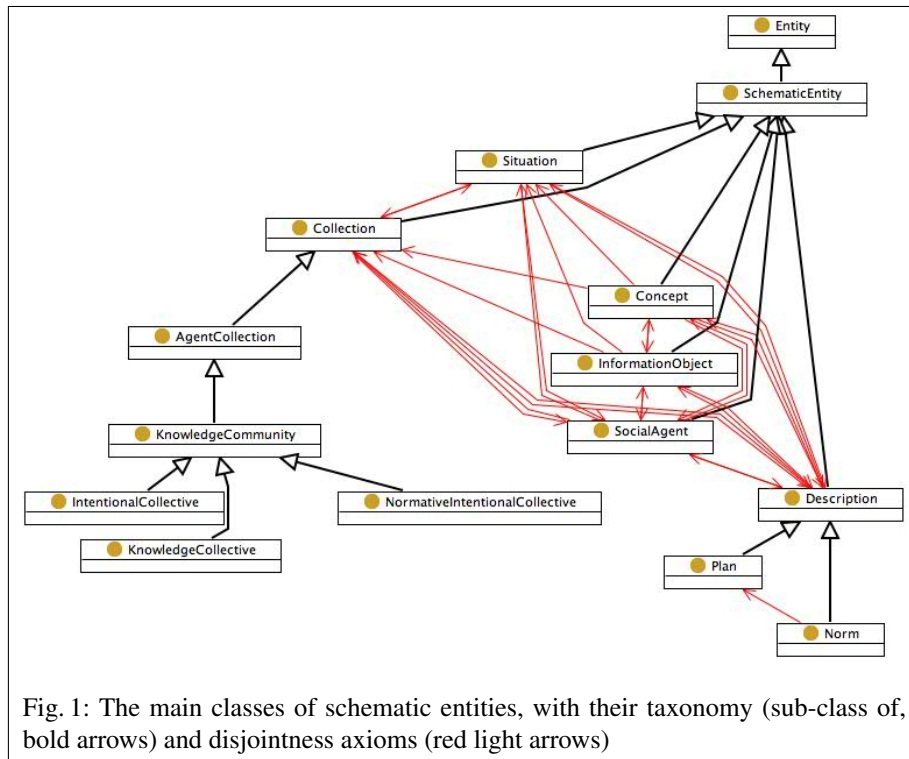 Entity
SchematicEntity
Situation
Collection
Concept
AgentCollection
InformationObject
SocialAgent
KnowledgeCommunity
IntentionalCollective
NormativeIntentionalCollective
Description
KnowledgeCollective
Plan
Norm
Fig. 1: The main classes of schematic entities, with their taxonomy (sub-class of,
bold arrows) and disjointness axioms (red light arrows)